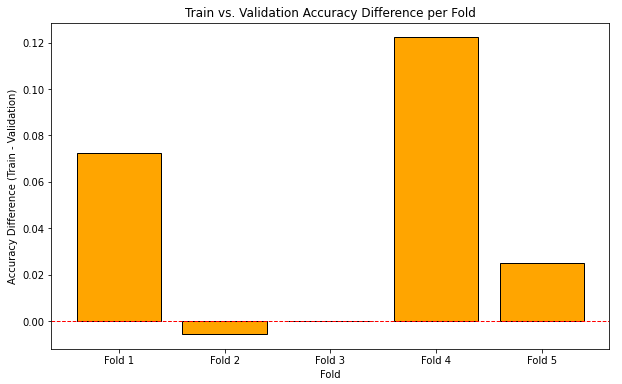 Train vs. Validation Accuracy Difference per Fold
Accuracy Difference (Train - Validation)
0.12
0.10
0.08
0.06
0.04
0.02
0.00
Fold 1 Fold 2 Fold 3 Fold 4 Fold 5
Fold